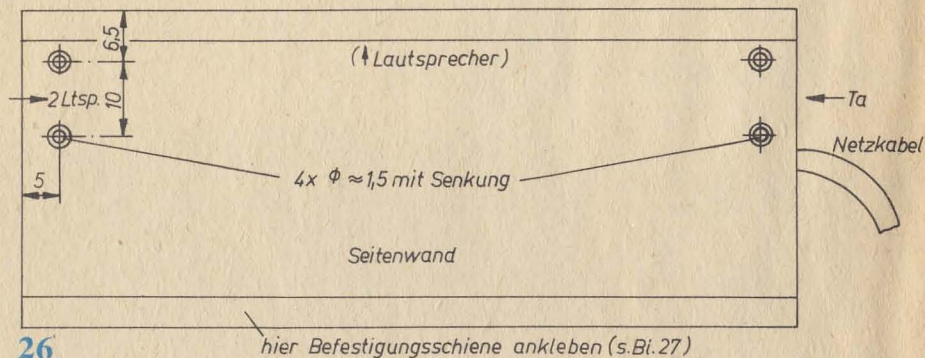 6,5
(↑Lautsprecher)
2 Ltsp.
10
Ta
Netzkabel
4x ϕ ≈1,5 mit Senkung
5
Seitenwand
26
hier Befestigungsschiene ankleben (s.Bi.27)